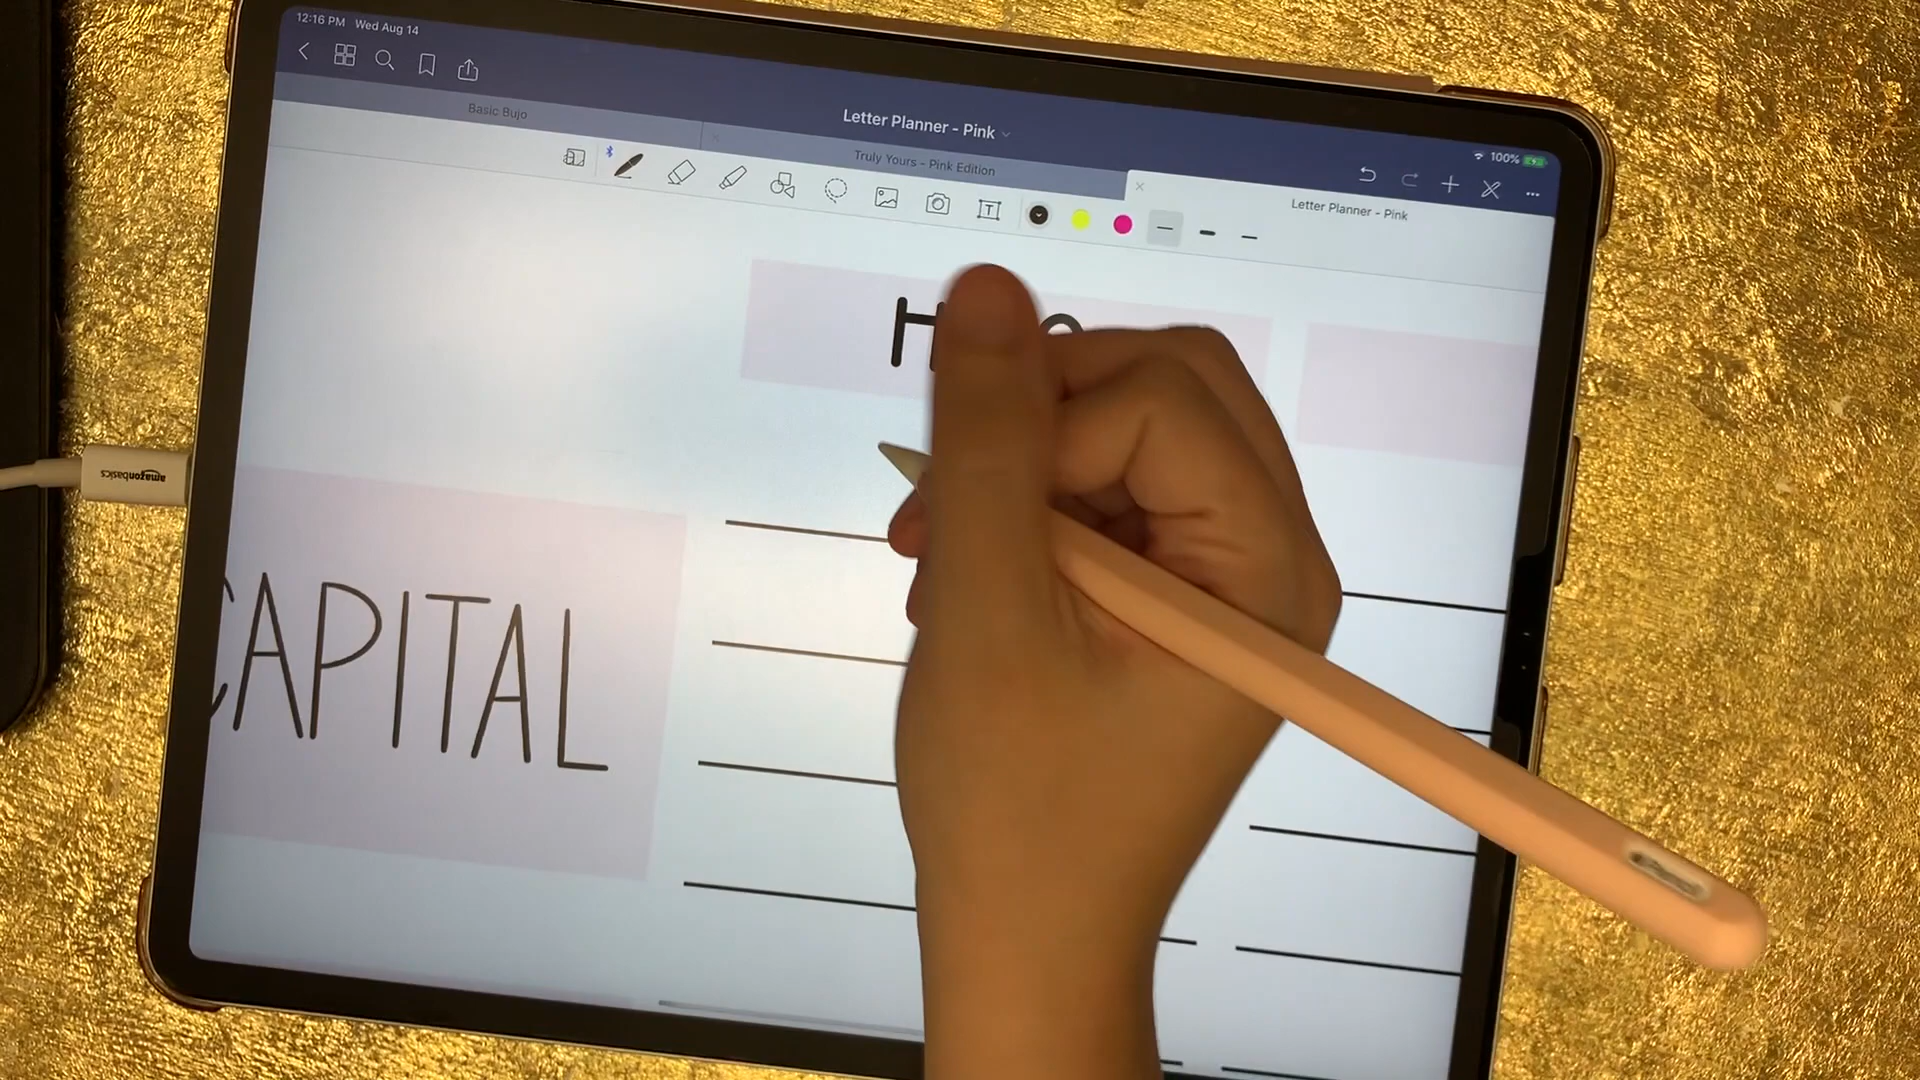 12:16 PM Wed Aug 14
Letter Planner - Pink
100%
Basic Bujo
Truly Yours - Pink Edition
Letter Planner - Pink
T
CAPITAL
amazonbasics